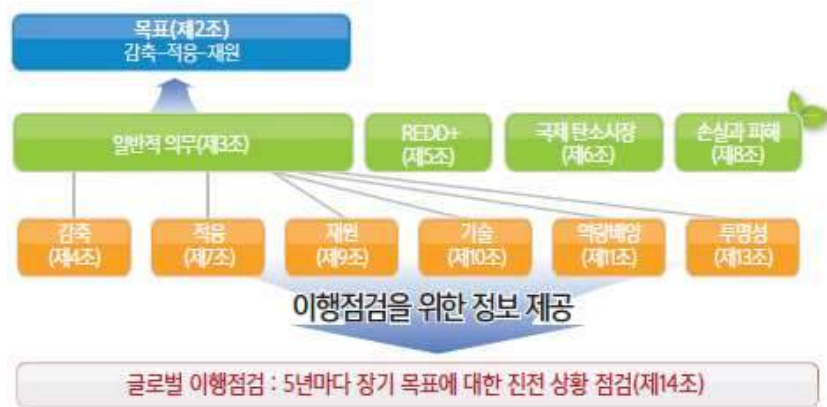 목표(제2조)
감축-적응-재원
일반적 의무(제3조)
REDD+
(제5조)
국제 탄소시장
(제6조)
손실과 피해
(제8조)
감축
(제4조)
적응
(제7조)
재원
(제9조)
기술
(제10조)
역량배양
(제11조)
투명성
(제13조)
이행점검을 위한 정보 제공
글로벌 이행점검 : 5년마다 장기 목표에 대한 진전 상황 점검(제14조)